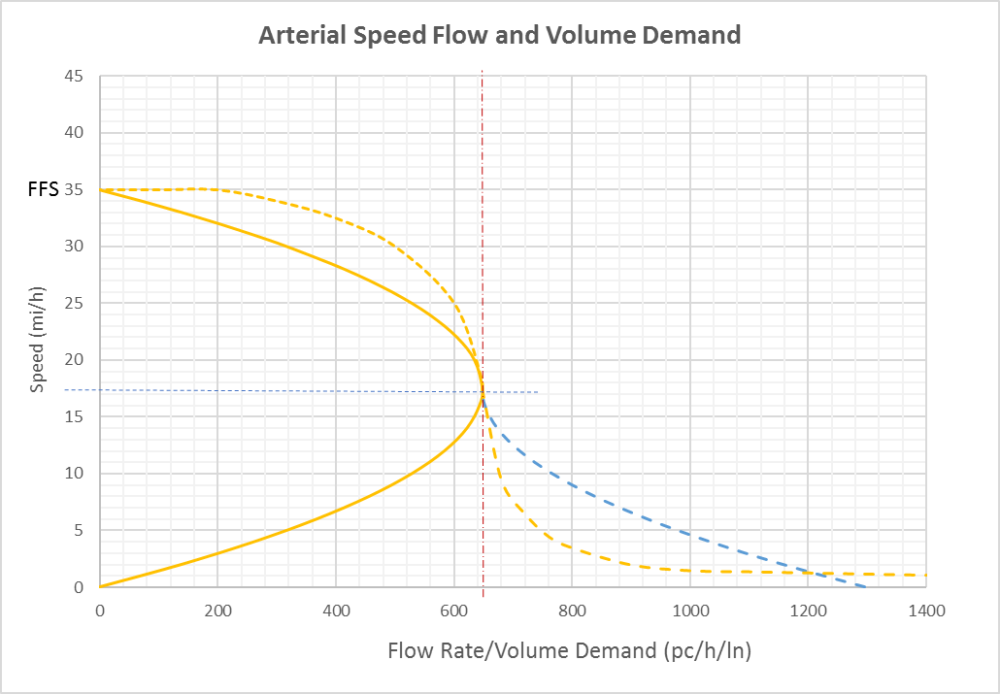 Arterial Speed Flow and Volume Demand
45
40
FFS 35
30
25
20
15
10
5
0
Speed (mi/h)
0 200 400 600 800 1000 1200 1400
Flow Rate/Volume Demand (pc/h/ln)